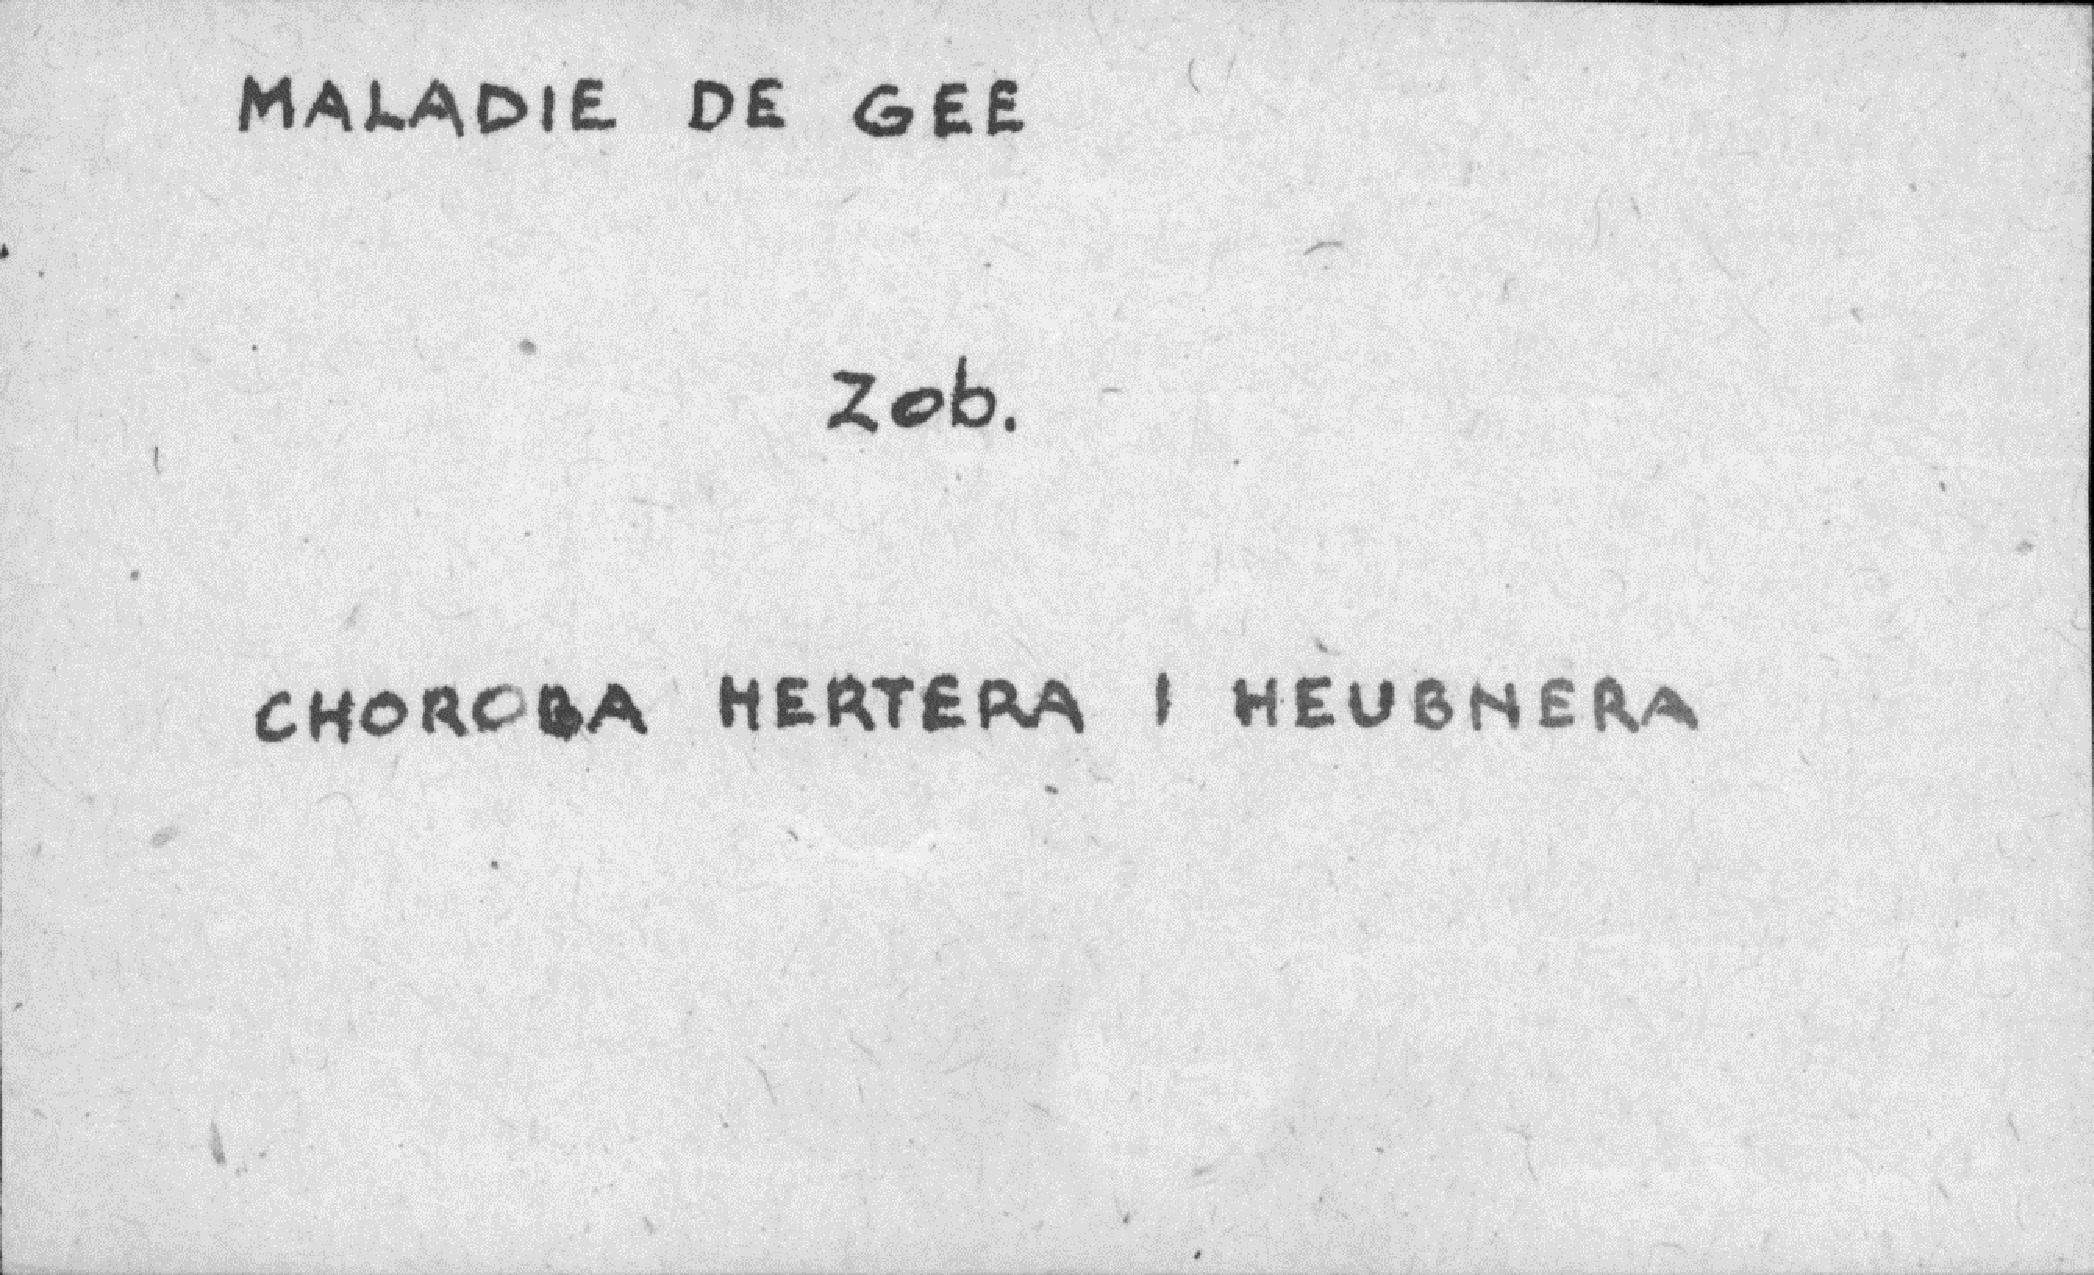 MALADIE DE GEE
Zob.
CHOROBA HERTERA I HEUBNERA